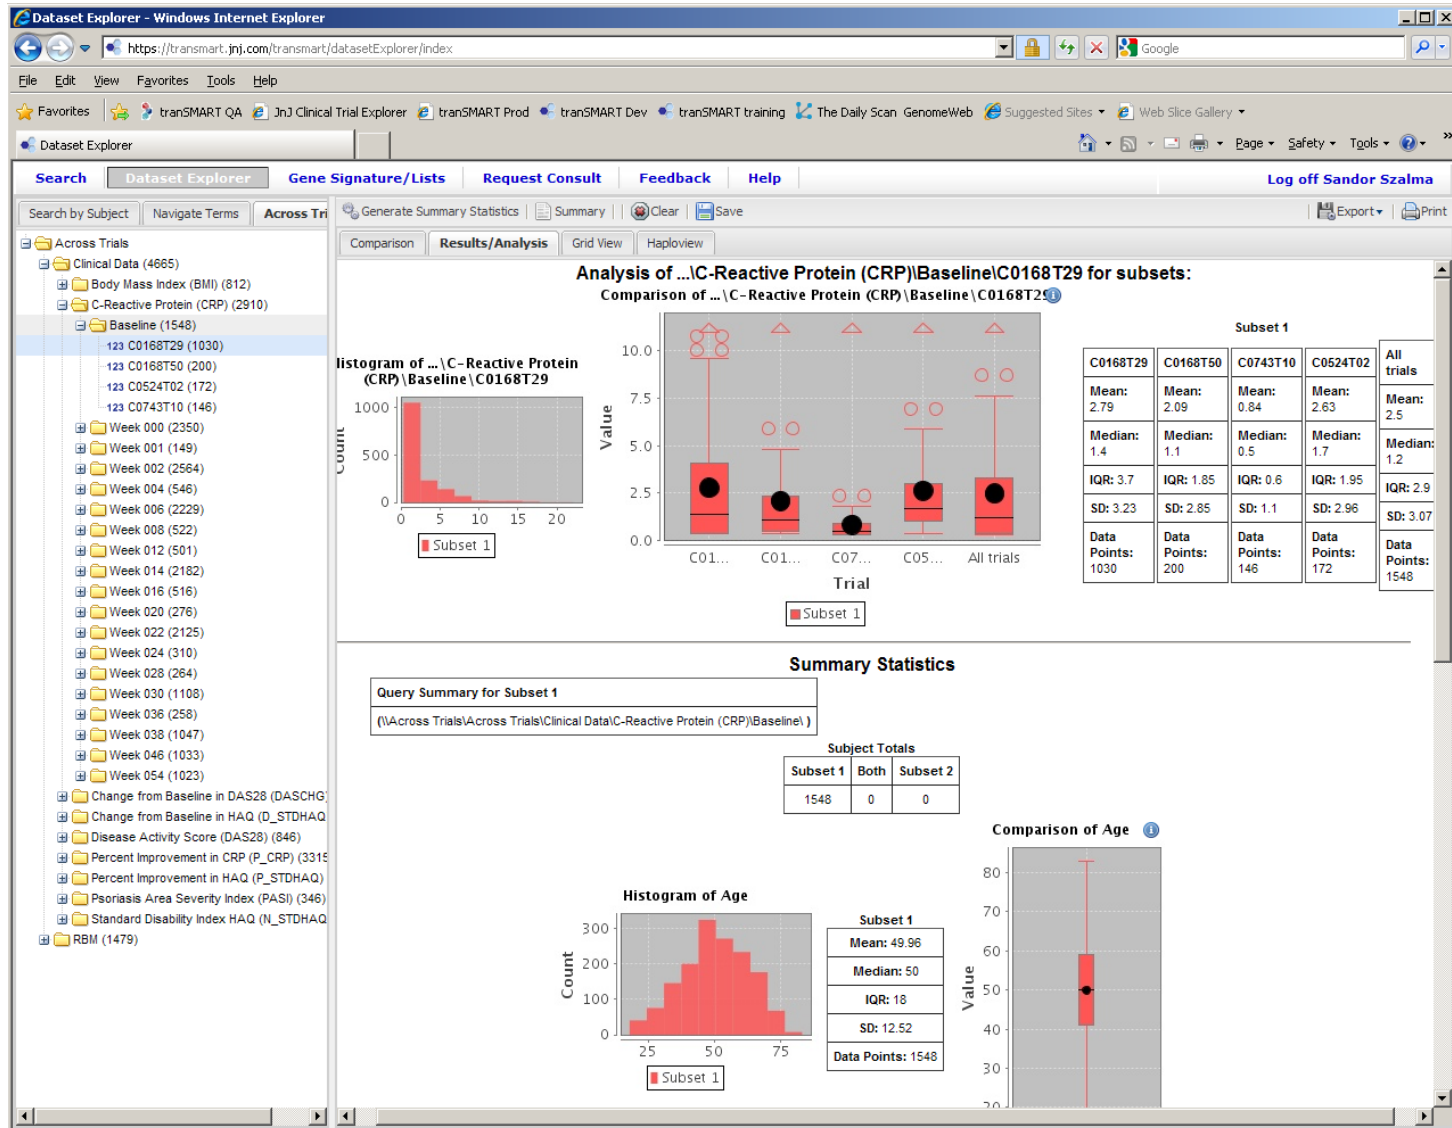 Dataset Explorer - Windows Internet Explorer
https://transmart.jnj.com/transmart/datasetExplorer/index
Google
File Edit View Favorites Tools Help
Favorites tranSMART QA JnJ Clinical Trial Explorer tranSMART Prod tranSMART Dev tranSMART training The Daily Scan GenomeWeb Suggested Sites Web Slice Gallery
Dataset Explorer
Page Safety Tools
Search Dataset Explorer Gene Signature/Lists Request Consult Feedback Help Log off Sandor Szalma
Search by Subject Navigate Terms Across Tri
Generate Summary Statistics Summary Clear Save Export Print
Comparison Results/Analysis Grid View Haploview
Across Trials
Clinical Data (4665)
Body Mass Index (BMI) (812)
C-Reactive Protein (CRP) (2910)
Baseline (1548)
123 C0168T29 (1030)
123 C0168T50 (200)
123 C0524T02 (172)
123 C0743T10 (146)
Week 000 (2350)
Week 001 (149)
Week 002 (2564)
Week 004 (546)
Week 006 (2229)
Week 008 (522)
Week 012 (501)
Week 014 (2182)
Week 016 (516)
Week 020 (276)
Week 022 (2125)
Week 024 (310)
Week 028 (264)
Week 030 (1108)
Week 036 (258)
Week 038 (1047)
Week 046 (1033)
Week 054 (1023)
Change from Baseline in DAS28 (DASCHG)
Change from Baseline in HAQ (D_STDHAQ
Disease Activity Score (DAS28) (846)
Percent Improvement in CRP (P_CRP) (3315
Percent Improvement in HAQ (P_STDHAQ)
Psoriasis Area Severity Index (PASI) (346)
Standard Disability Index HAQ (N_STDHAQ
RBM (1479)
Analysis of ...\C-Reactive Protein (CRP)\Baseline\C0168T29 for subsets:
Comparison of ...\C-Reactive Protein (CRP)\Baseline\C0168T29
listogram of ...\C-Reactive Protein
(CRP)\Baseline\C0168T29
Count
1000
500
0
0 5 10 15 20
Subset 1
Value
10.0
7.5
5.0
2.5
0.0
C01... C01... C07... C05... All trials
Trial
Subset 1
Subset 1
C0168T29 C0168T50 C0743T10 C0524T02 All trials
Mean: 2.79 Mean: 2.09 Mean: 0.84 Mean: 2.63 Mean: 2.5
Median: 1.4 Median: 1.1 Median: 0.5 Median: 1.7 Median: 1.2
IQR: 3.7 IQR: 1.85 IQR: 0.6 IQR: 1.95 IQR: 2.9
SD: 3.23 SD: 2.85 SD: 1.1 SD: 2.96 SD: 3.07
Data Points: 1030 Data Points: 200 Data Points: 146 Data Points: 172 Data Points: 1548
Summary Statistics
Query Summary for Subset 1
(\\Across Trials\Across Trials\Clinical Data\C-Reactive Protein (CRP)\Baseline\ )
Subject Totals
Subset 1 Both Subset 2
1548 0 0
Histogram of Age
Count
300
200
100
0
25 50 75
Subset 1
Subset 1
Mean: 49.96
Median: 50
IQR: 18
SD: 12.52
Data Points: 1548
Comparison of Age
Value
80
70
60
50
40
30
20